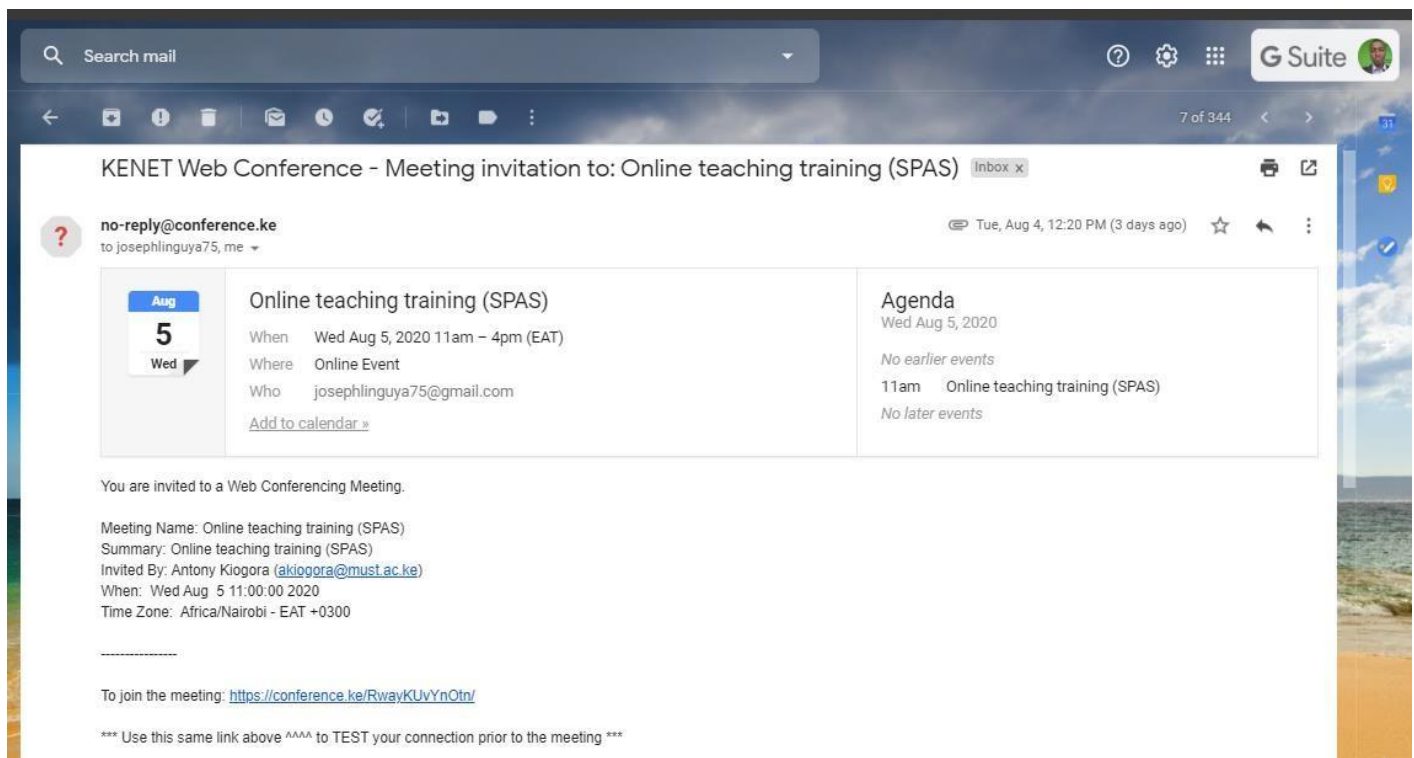 Search mail
G Suite
7 of 344
31
KENET Web Conference - Meeting invitation to: Online teaching training (SPAS) Inbox x
?
no-reply@conference.ke
Tue, Aug 4, 12:20 PM (3 days ago)
to josephlinguya75, me
Aug
5
Wed
Online teaching training (SPAS)
When Wed Aug 5, 2020 11am – 4pm (EAT)
Where Online Event
Who josephlinguya75@gmail.com
Add to calendar »
Agenda
Wed Aug 5, 2020
No earlier events
11am Online teaching training (SPAS)
No later events
You are invited to a Web Conferencing Meeting.
Meeting Name: Online teaching training (SPAS)
Summary: Online teaching training (SPAS)
Invited By: Antony Kiogora (akiogora@must.ac.ke)
When: Wed Aug 5 11:00:00 2020
Time Zone: Africa/Nairobi - EAT +0300
----------------
To join the meeting: https://conference.ke/RwayKUvYnOtn/
*** Use this same link above ^^^^ to TEST your connection prior to the meeting ***